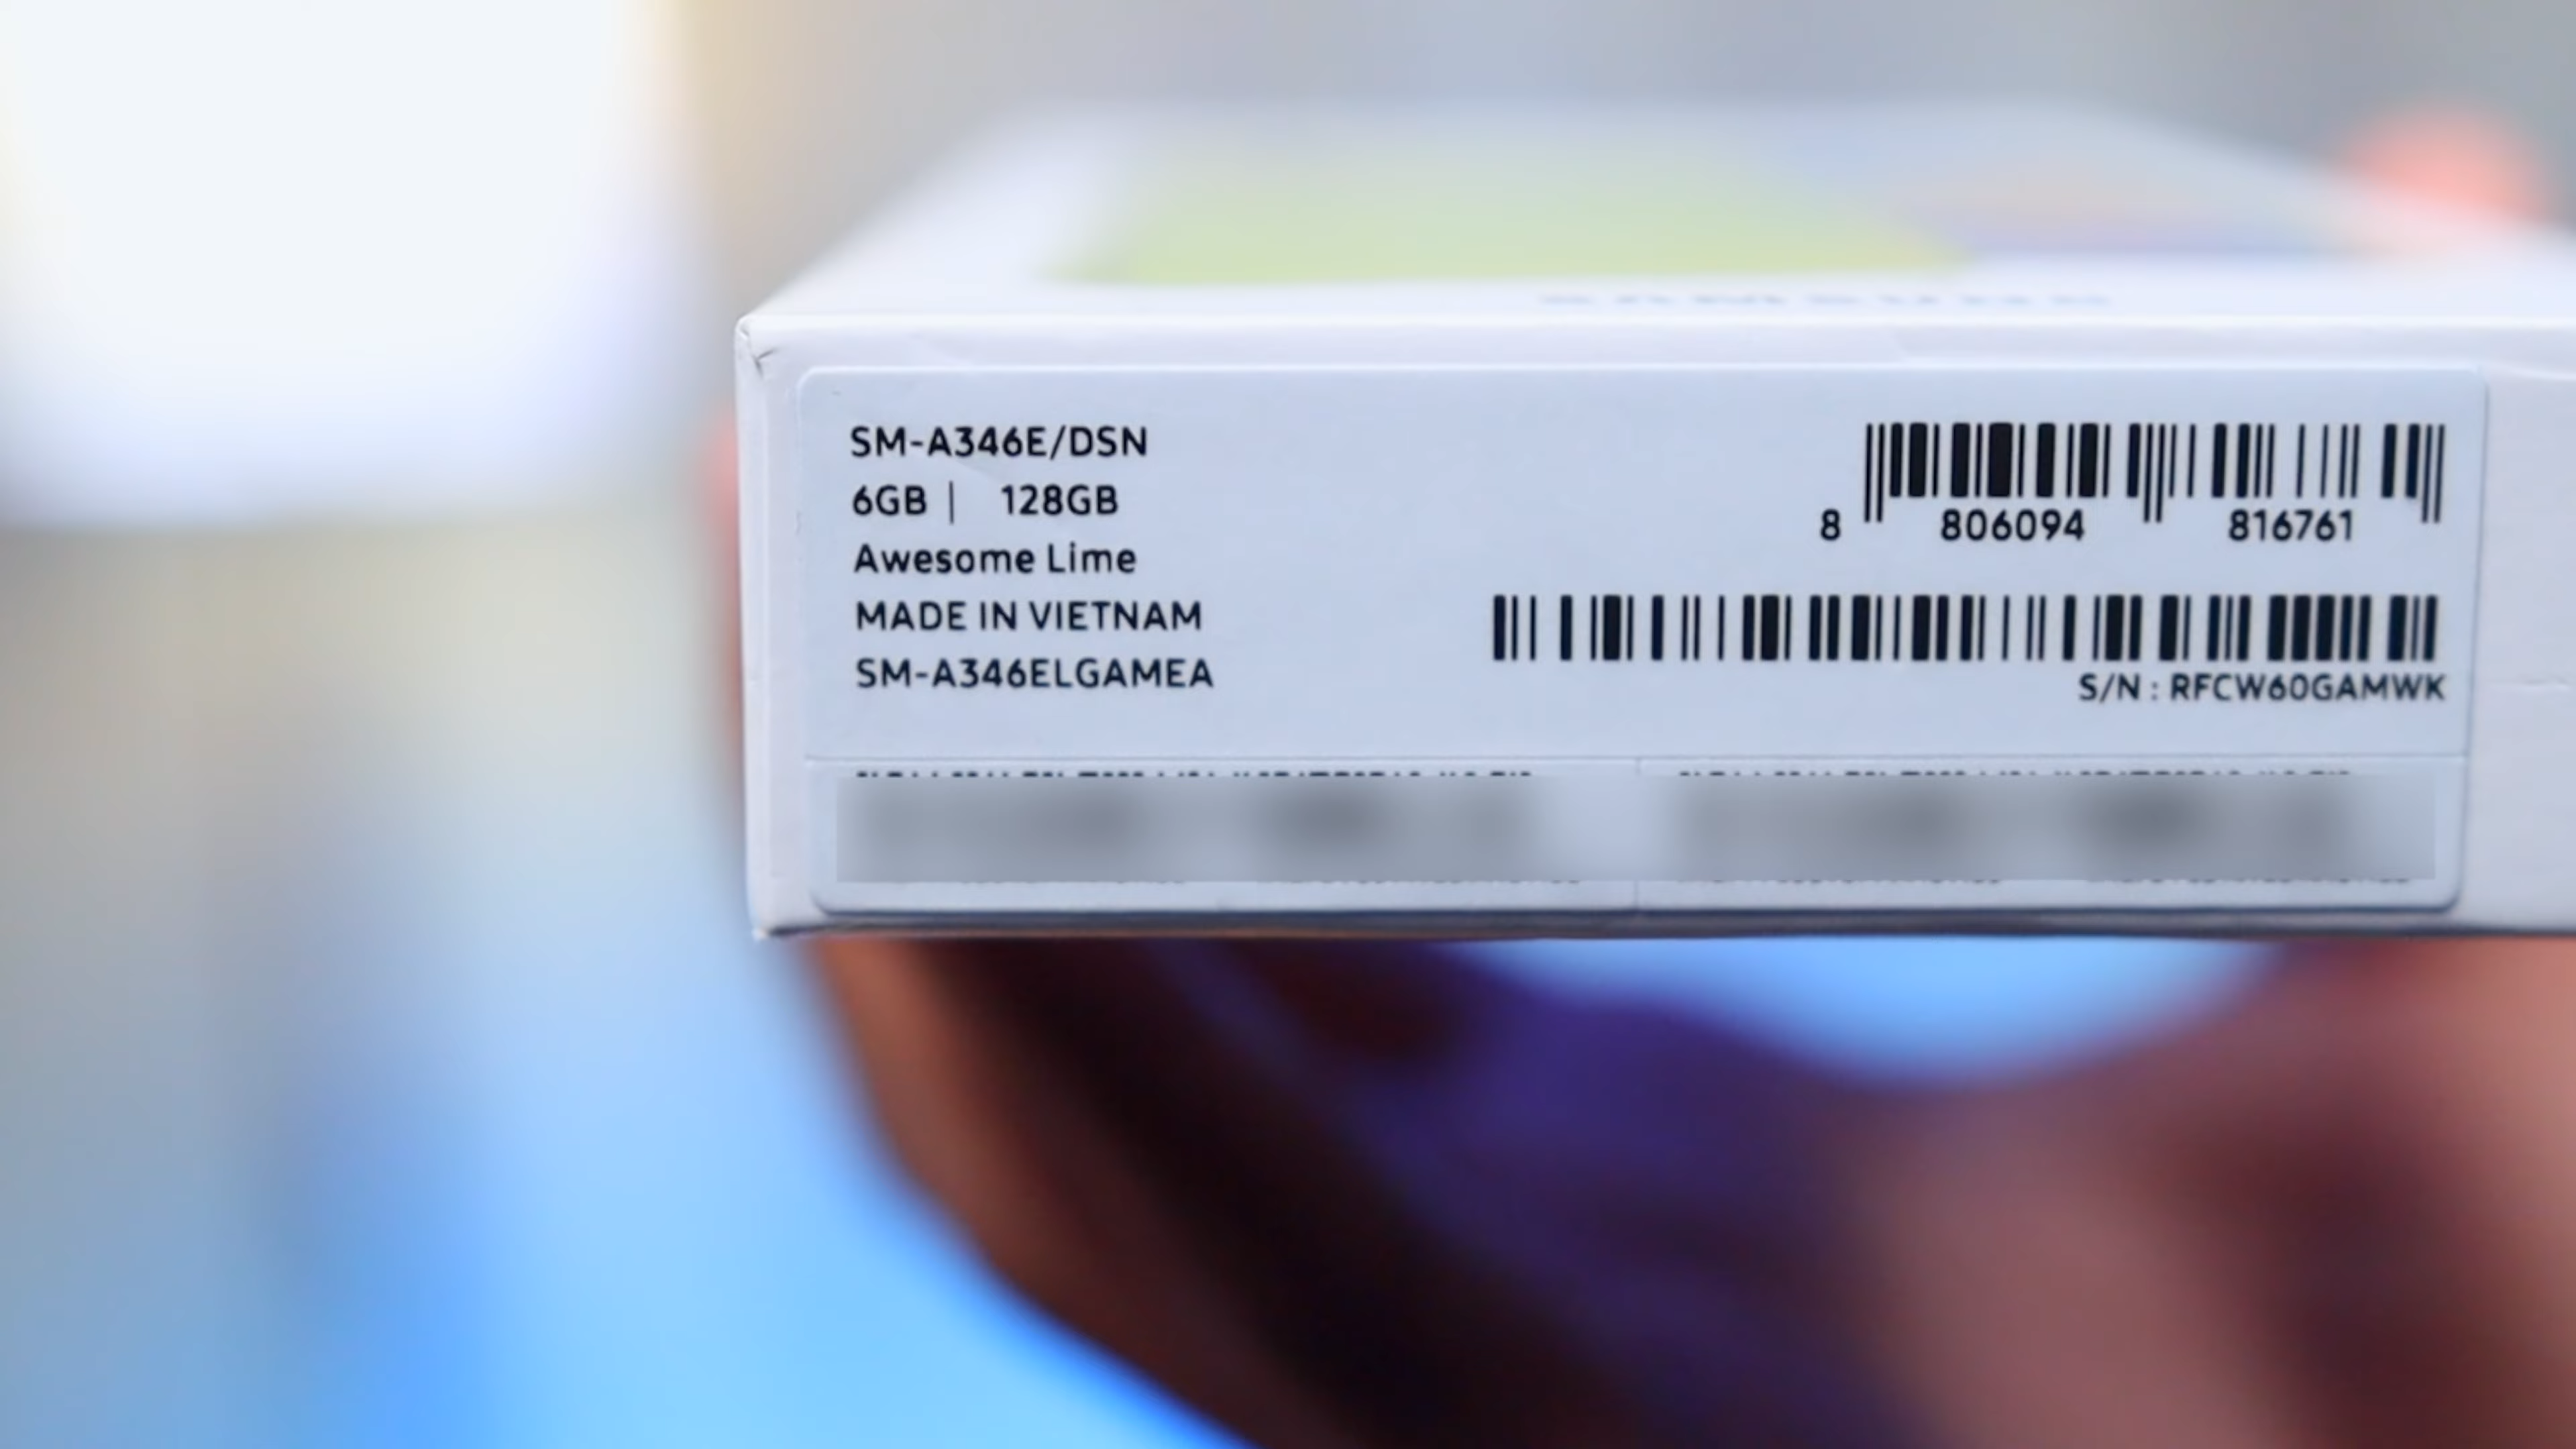 SM-A346E/DSN
6GB | 128GB
Awesome Lime
MADE IN VIETNAM
SM-A346ELGAMEA
8 806094 816761
S/N : RFCW60GAMWK